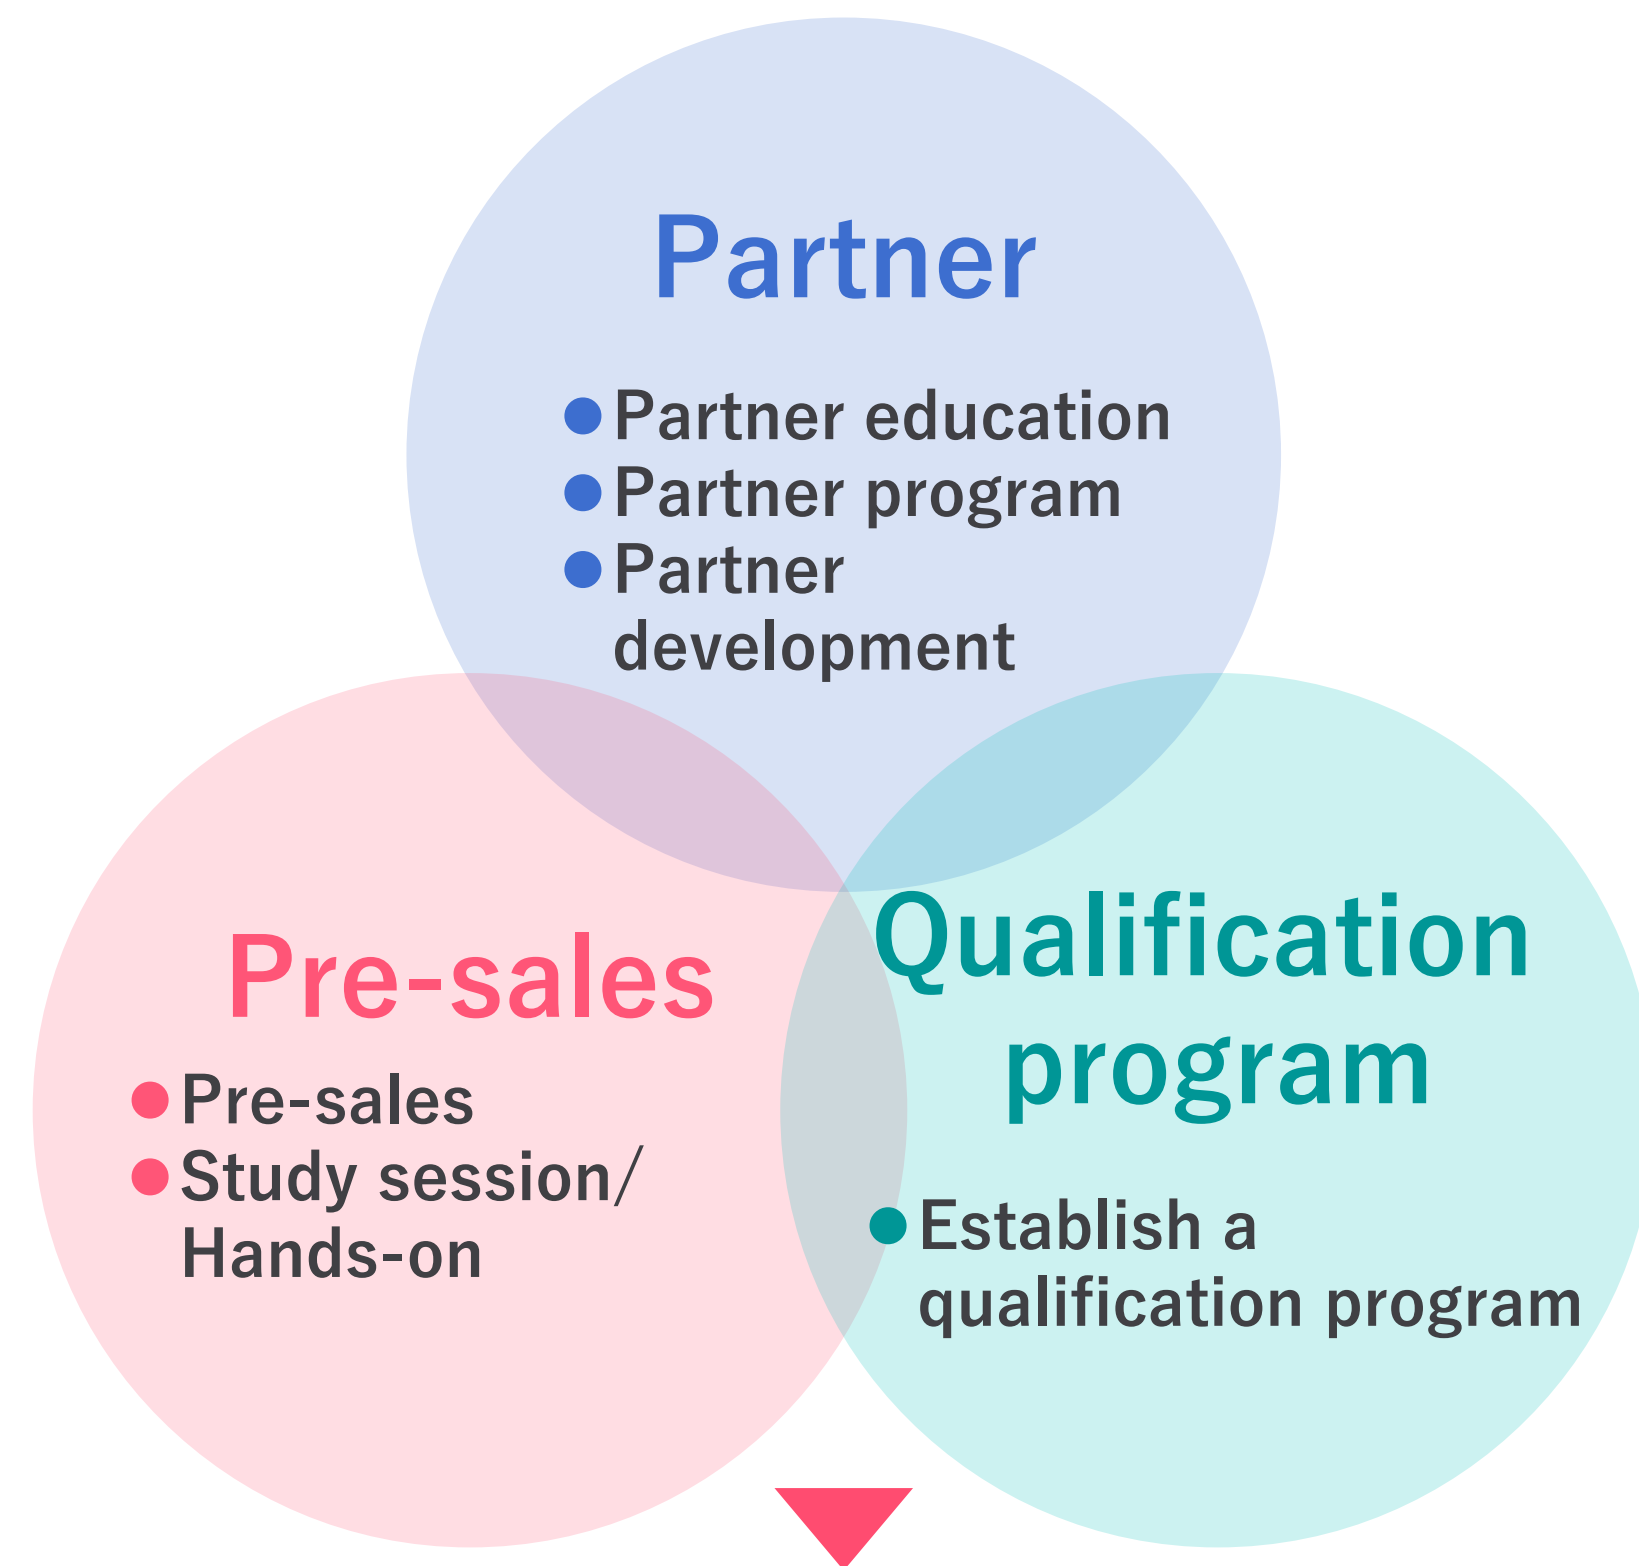 Partner
● Partner education
● Partner program
● Partner
development
Pre-sales
● Pre-sales
● Study session/
Hands-on
Qualification
program
● Establish a
qualification program